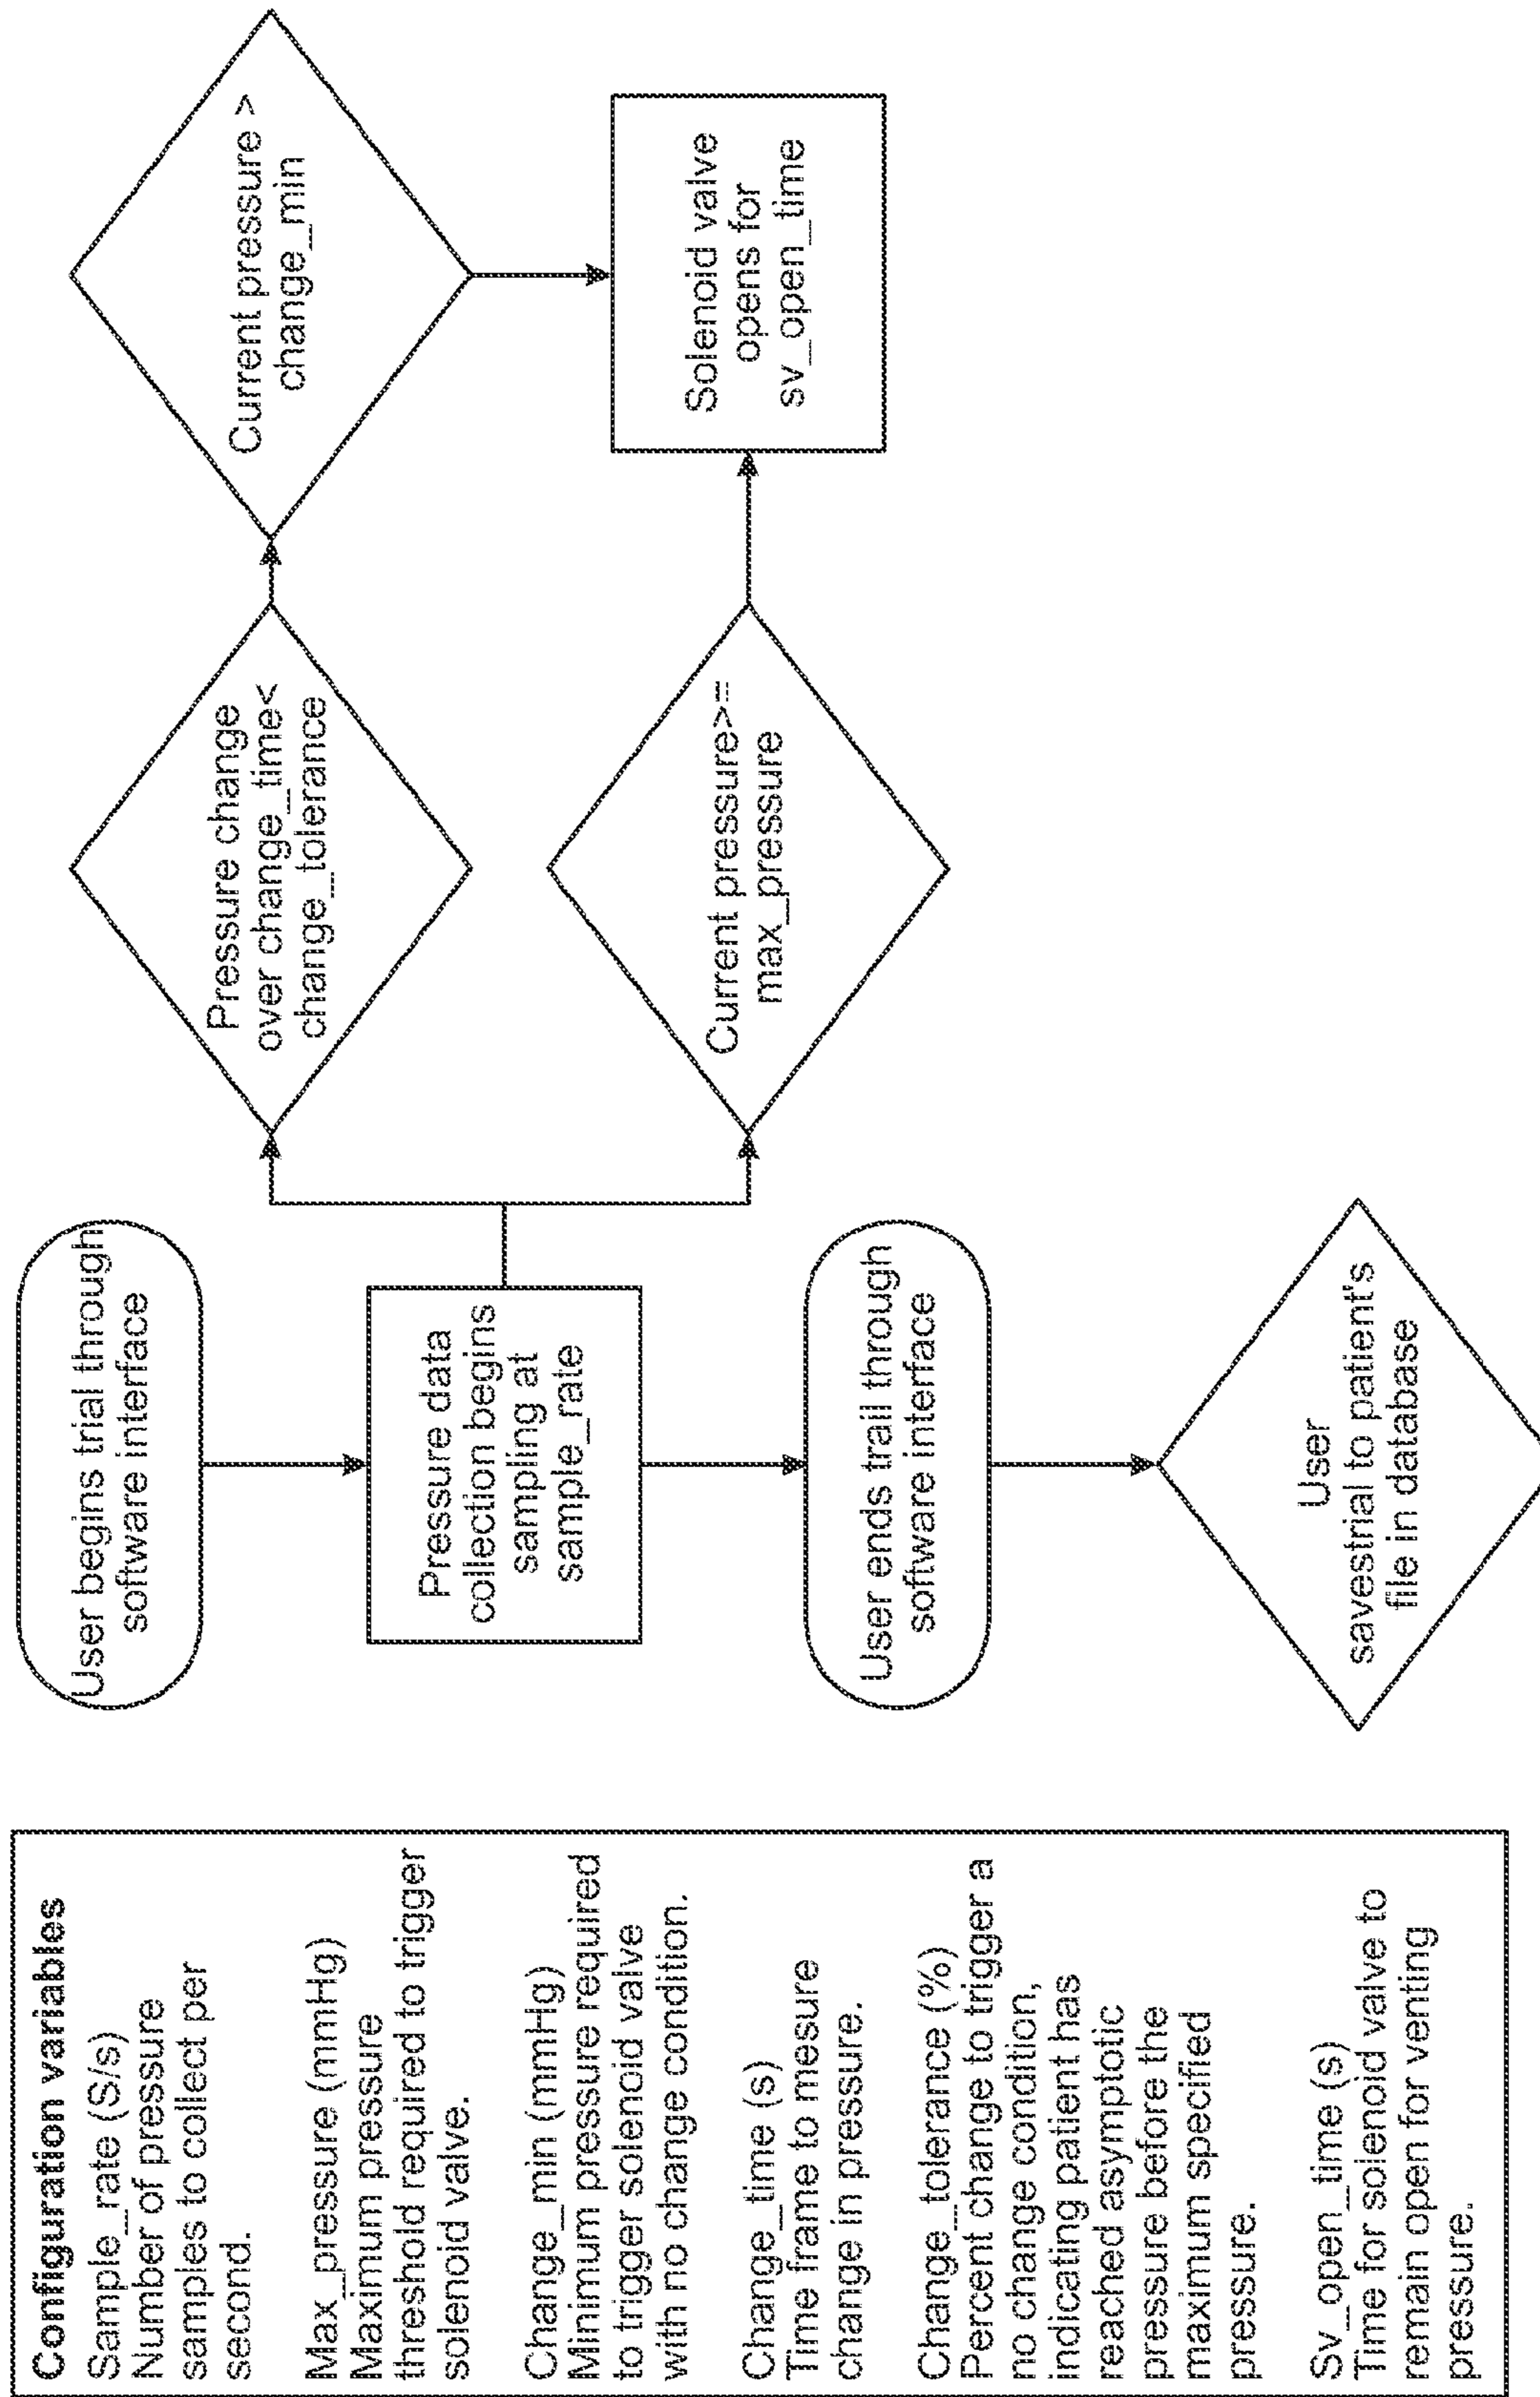 Configuration variables
Sample_rate (S/s)
Number of pressure
samples to collect per
second.
Max_pressure (mmHg)
Maximum pressure
threshold required to trigger
solenoid valve.
Change_min (mmHg)
Minimum pressure required
to trigger solenoid valve
with no change condition.
Change_time (s)
Time frame to mesure
change in pressure.
Change_tolerance (%)
Percent change to trigger a
no change condition,
indicating patient has
reached asymptotic
pressure before the
maximum specified
pressure.
Sv_open_time (s)
Time for solenoid valve to
remain open for venting
pressure.
User begins trial through
software interface
Pressure data
collection begins
sampling at
sample_rate
User ends trail through
software interface
User
savestrial to patient's
file in database
Pressure change
over change_time<
change_tolerance
Current pressure>=
max_pressure
Current pressure >
change_min
Solenoid valve
opens for
sv_open_time